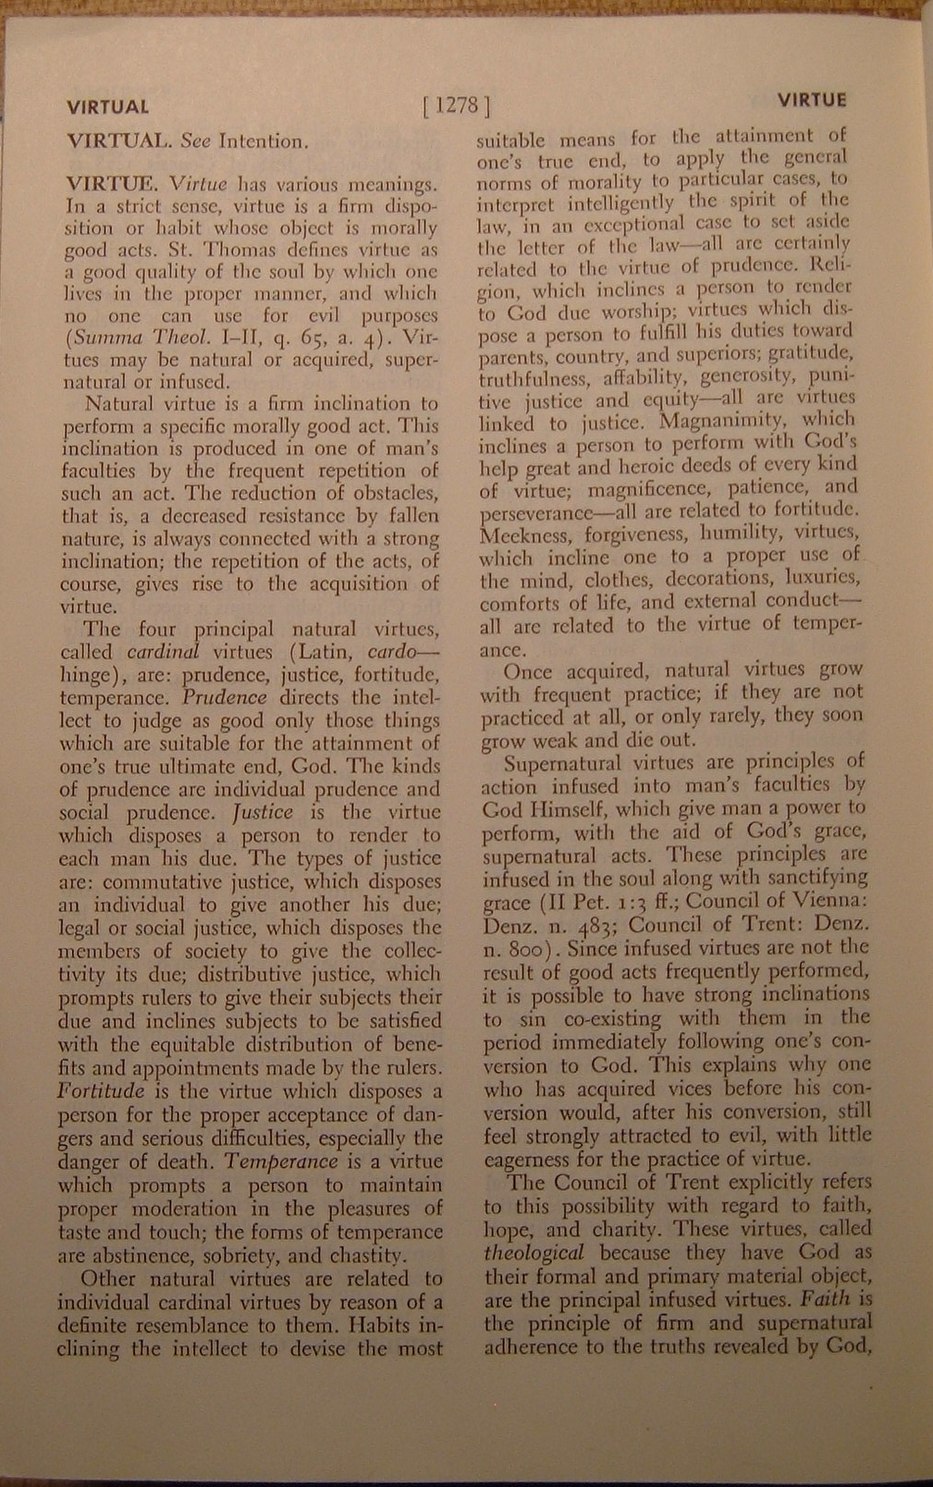 VIRTUAL [ 1278 ] VIRTUE
VIRTUAL. See Intention.
VIRTUE. Virtue has various meanings.
In a strict sense, virtue is a firm dispo-
sition or habit whose object is morally
good acts. St. Thomas defines virtue as
a good quality of the soul by which one
lives in the proper manner, and which
no one can use for evil purposes
(Summa Theol. I–II, q. 65, a. 4). Vir-
tues may be natural or acquired, super-
natural or infused.
Natural virtue is a firm inclination to
perform a specific morally good act. This
inclination is produced in one of man's
faculties by the frequent repetition of
such an act. The reduction of obstacles,
that is, a decreased resistance by fallen
nature, is always connected with a strong
inclination; the repetition of the acts, of
course, gives rise to the acquisition of
virtue.
The four principal natural virtues,
called cardinal virtues (Latin, cardo—
hinge), are: prudence, justice, fortitude,
temperance. Prudence directs the intel-
lect to judge as good only those things
which are suitable for the attainment of
one's true ultimate end, God. The kinds
of prudence are individual prudence and
social prudence. Justice is the virtue
which disposes a person to render to
each man his due. The types of justice
are: commutative justice, which disposes
an individual to give another his due;
legal or social justice, which disposes the
members of society to give the collec-
tivity its due; distributive justice, which
prompts rulers to give their subjects their
due and inclines subjects to be satisfied
with the equitable distribution of bene-
fits and appointments made by the rulers.
Fortitude is the virtue which disposes a
person for the proper acceptance of dan-
gers and serious difficulties, especially the
danger of death. Temperance is a virtue
which prompts a person to maintain
proper moderation in the pleasures of
taste and touch; the forms of temperance
are abstinence, sobriety, and chastity.
Other natural virtues are related to
individual cardinal virtues by reason of a
definite resemblance to them. Habits in-
clining the intellect to devise the most
suitable means for the attainment of
one's true end, to apply the general
norms of morality to particular cases, to
interpret intelligently the spirit of the
law, in an exceptional case to set aside
the letter of the law—all are certainly
related to the virtue of prudence. Reli-
gion, which inclines a person to render
to God due worship; virtues which dis-
pose a person to fulfill his duties toward
parents, country, and superiors; gratitude,
truthfulness, affability, generosity, puni-
tive justice and equity—all are virtues
linked to justice. Magnanimity, which
inclines a person to perform with God's
help great and heroic deeds of every kind
of virtue; magnificence, patience, and
perseverance—all are related to fortitude.
Meekness, forgiveness, humility, virtues,
which incline one to a proper use of
the mind, clothes, decorations, luxuries,
comforts of life, and external conduct—
all are related to the virtue of temper-
ance.
Once acquired, natural virtues grow
with frequent practice; if they are not
practiced at all, or only rarely, they soon
grow weak and die out.
Supernatural virtues are principles of
action infused into man's faculties by
God Himself, which give man a power to
perform, with the aid of God's grace,
supernatural acts. These principles are
infused in the soul along with sanctifying
grace (II Pet. 1:3 ff.; Council of Vienna:
Denz. n. 483; Council of Trent: Denz.
n. 800). Since infused virtues are not the
result of good acts frequently performed,
it is possible to have strong inclinations
to sin co-existing with them in the
period immediately following one's con-
version to God. This explains why one
who has acquired vices before his con-
version would, after his conversion, still
feel strongly attracted to evil, with little
eagerness for the practice of virtue.
The Council of Trent explicitly refers
to this possibility with regard to faith,
hope, and charity. These virtues, called
theological because they have God as
their formal and primary material object,
are the principal infused virtues. Faith is
the principle of firm and supernatural
adherence to the truths revealed by God,